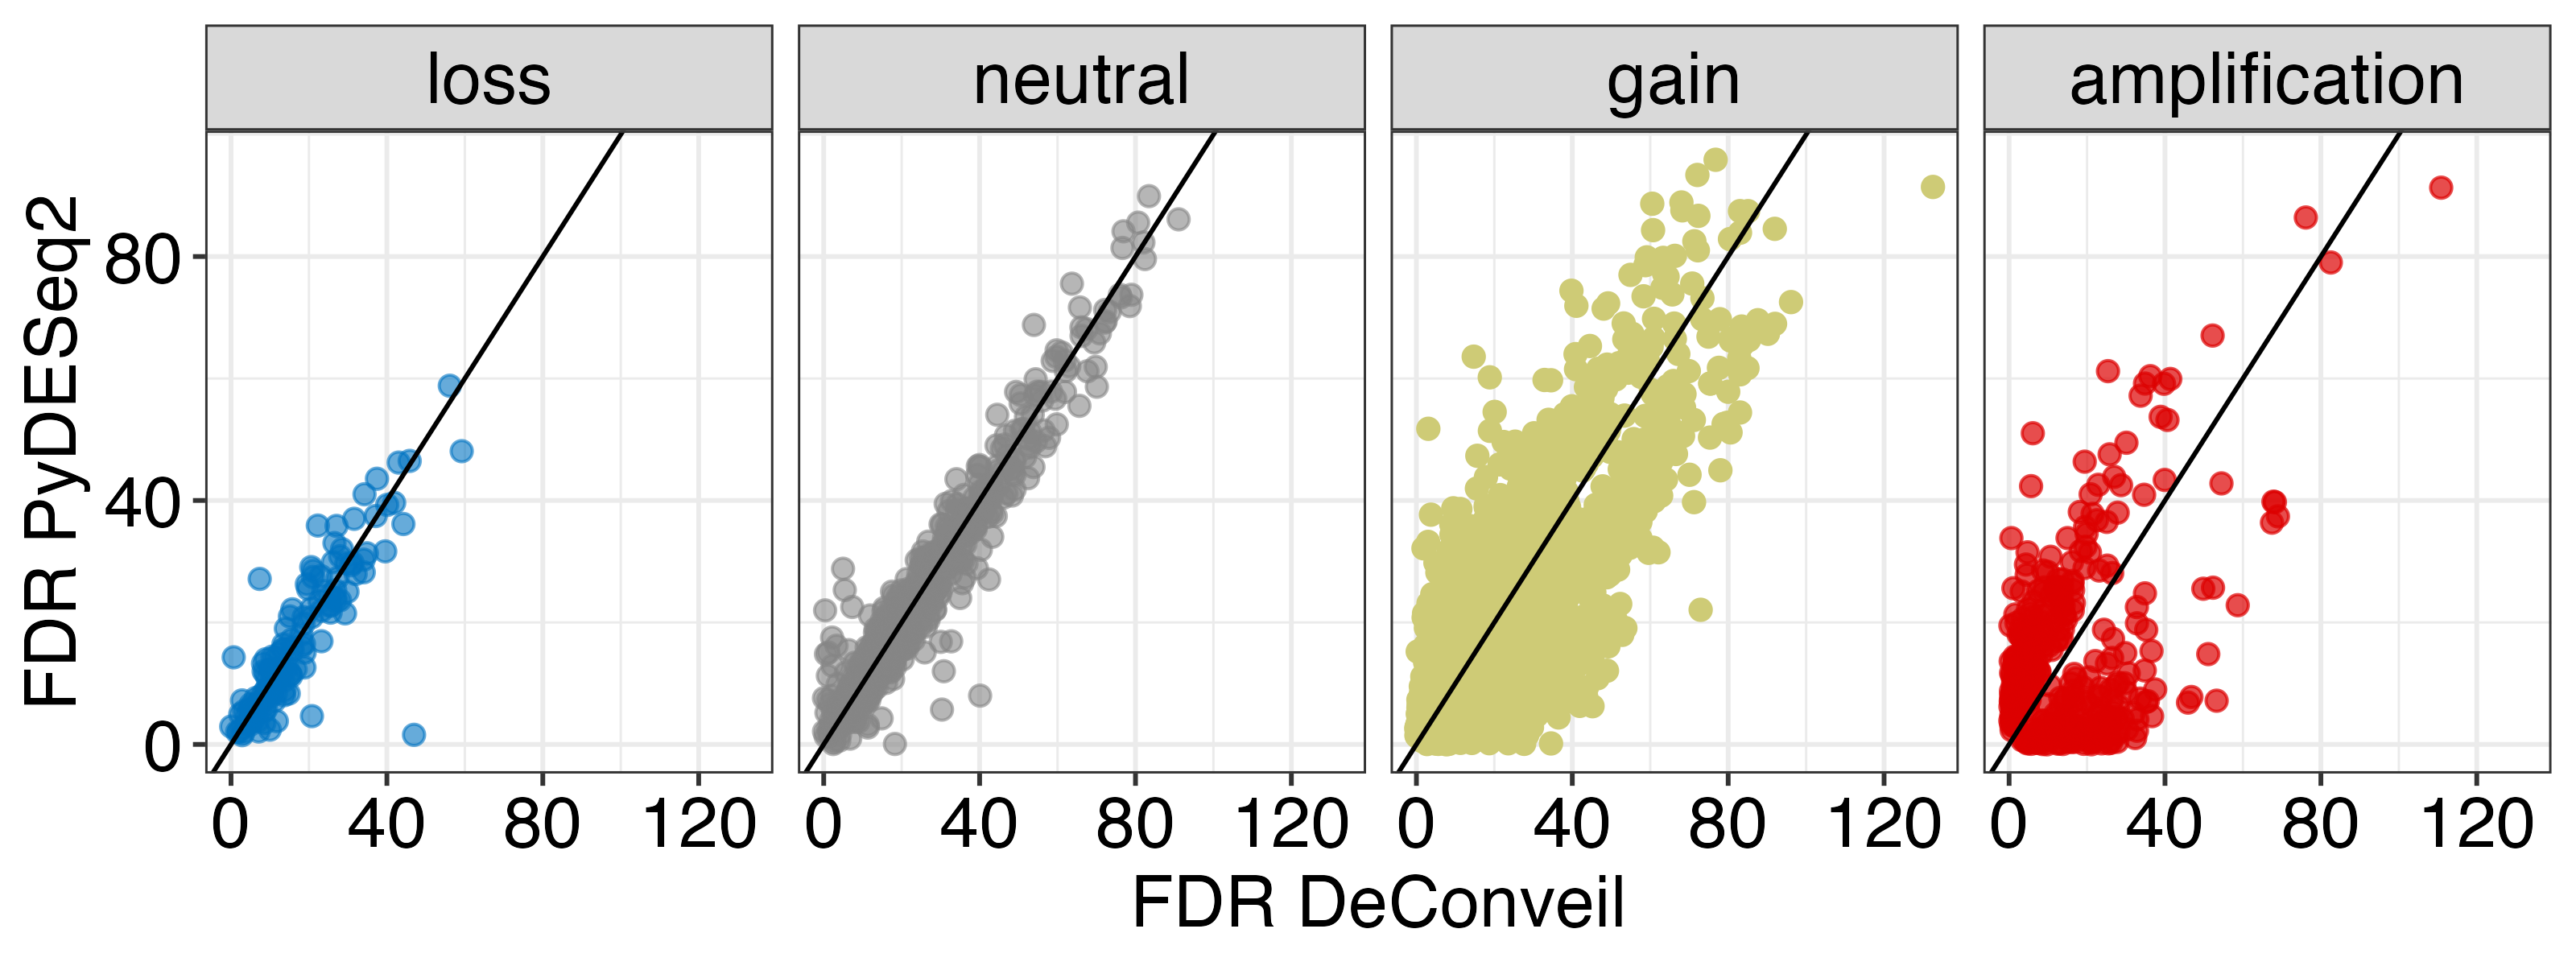 loss neutral gain amplification
FDR PyDESeq2
80
40
0
0 40 80 120 0 40 80 120 0 40 80 120 0 40 80 120
FDR DeConveil